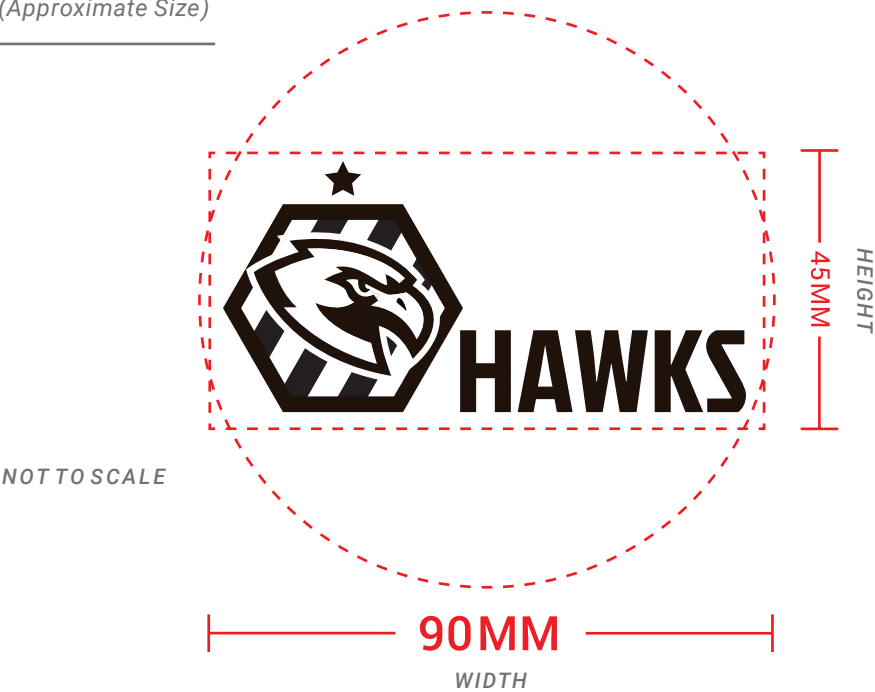 (Approximate Size)
HAWKS
45MM
HEIGHT
NOT TO SCALE
90MM
WIDTH